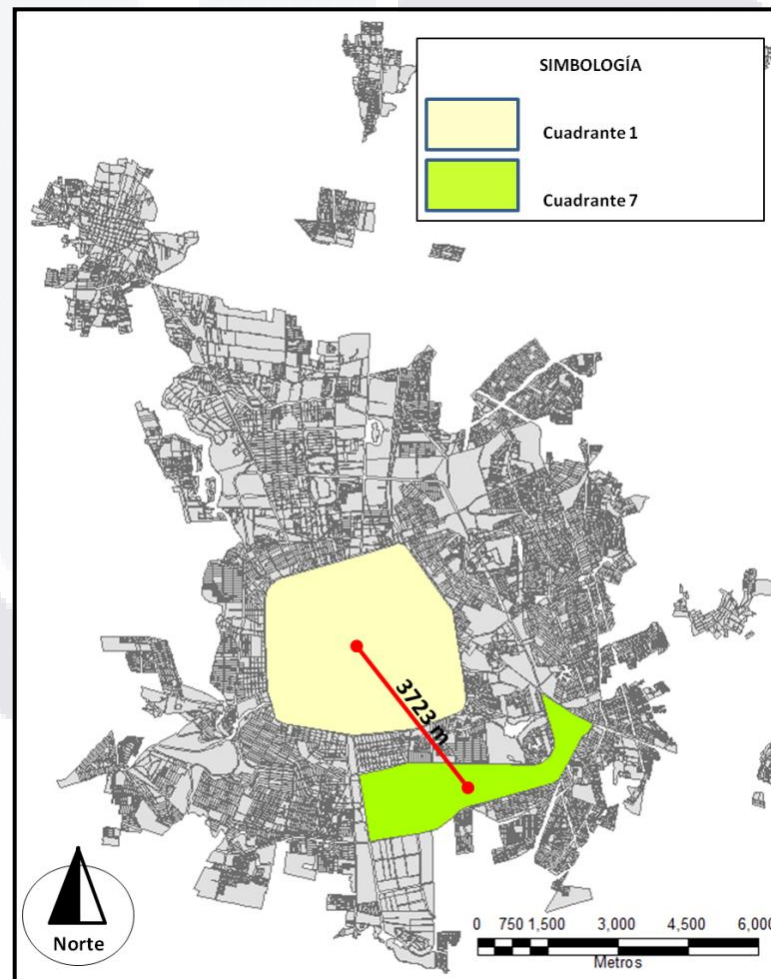 SIMBOLOGÍA
Cuadrante 1
Cuadrante 7
3723 m
Norte
0 750 1,500 3,000 4,500 6,000
Metros